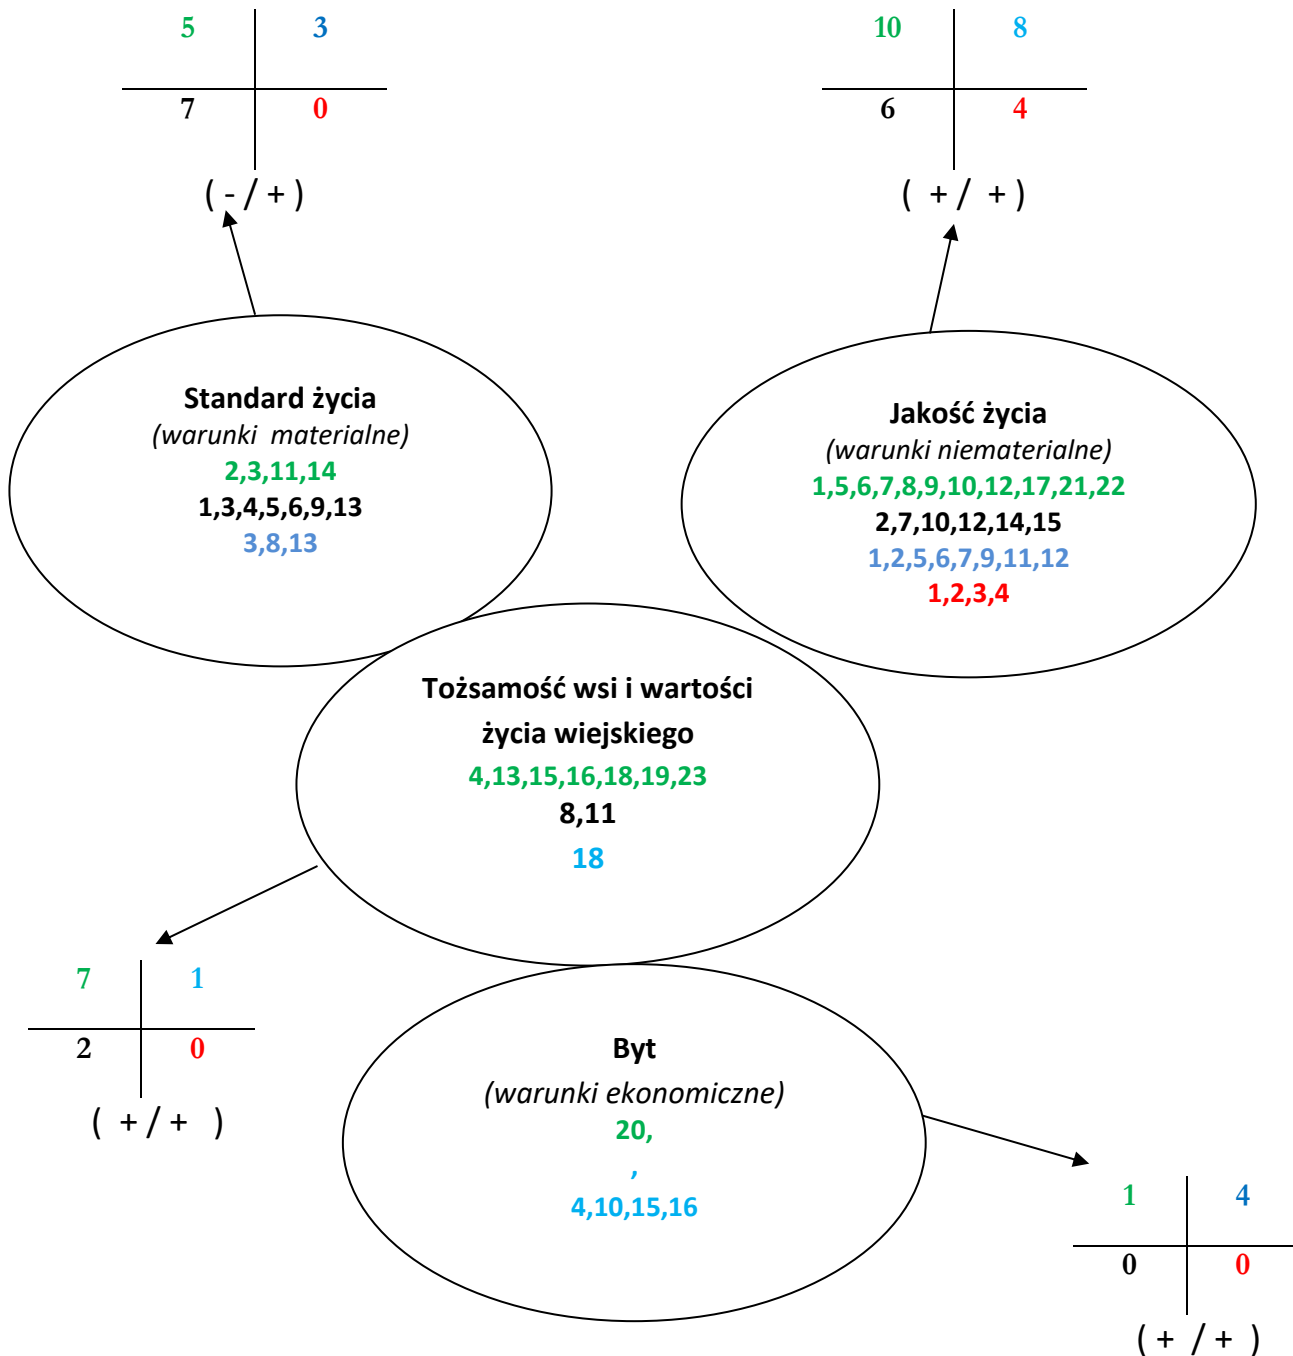 5 3
7 0
( - / + )
10 8
6 4
( + / + )
Standard życia
(warunki materialne)
2,3,11,14
1,3,4,5,6,9,13
3,8,13
Jakość życia
(warunki niematerialne)
1,5,6,7,8,9,10,12,17,21,22
2,7,10,12,14,15
1,2,5,6,7,9,11,12
1,2,3,4
Tożsamość wsi i wartości
życia wiejskiego
4,13,15,16,18,19,23
8,11
18
7 1
2 0
( + / + )
Byt
(warunki ekonomiczne)
20,
,
4,10,15,16
1 4
0 0
( + / + )